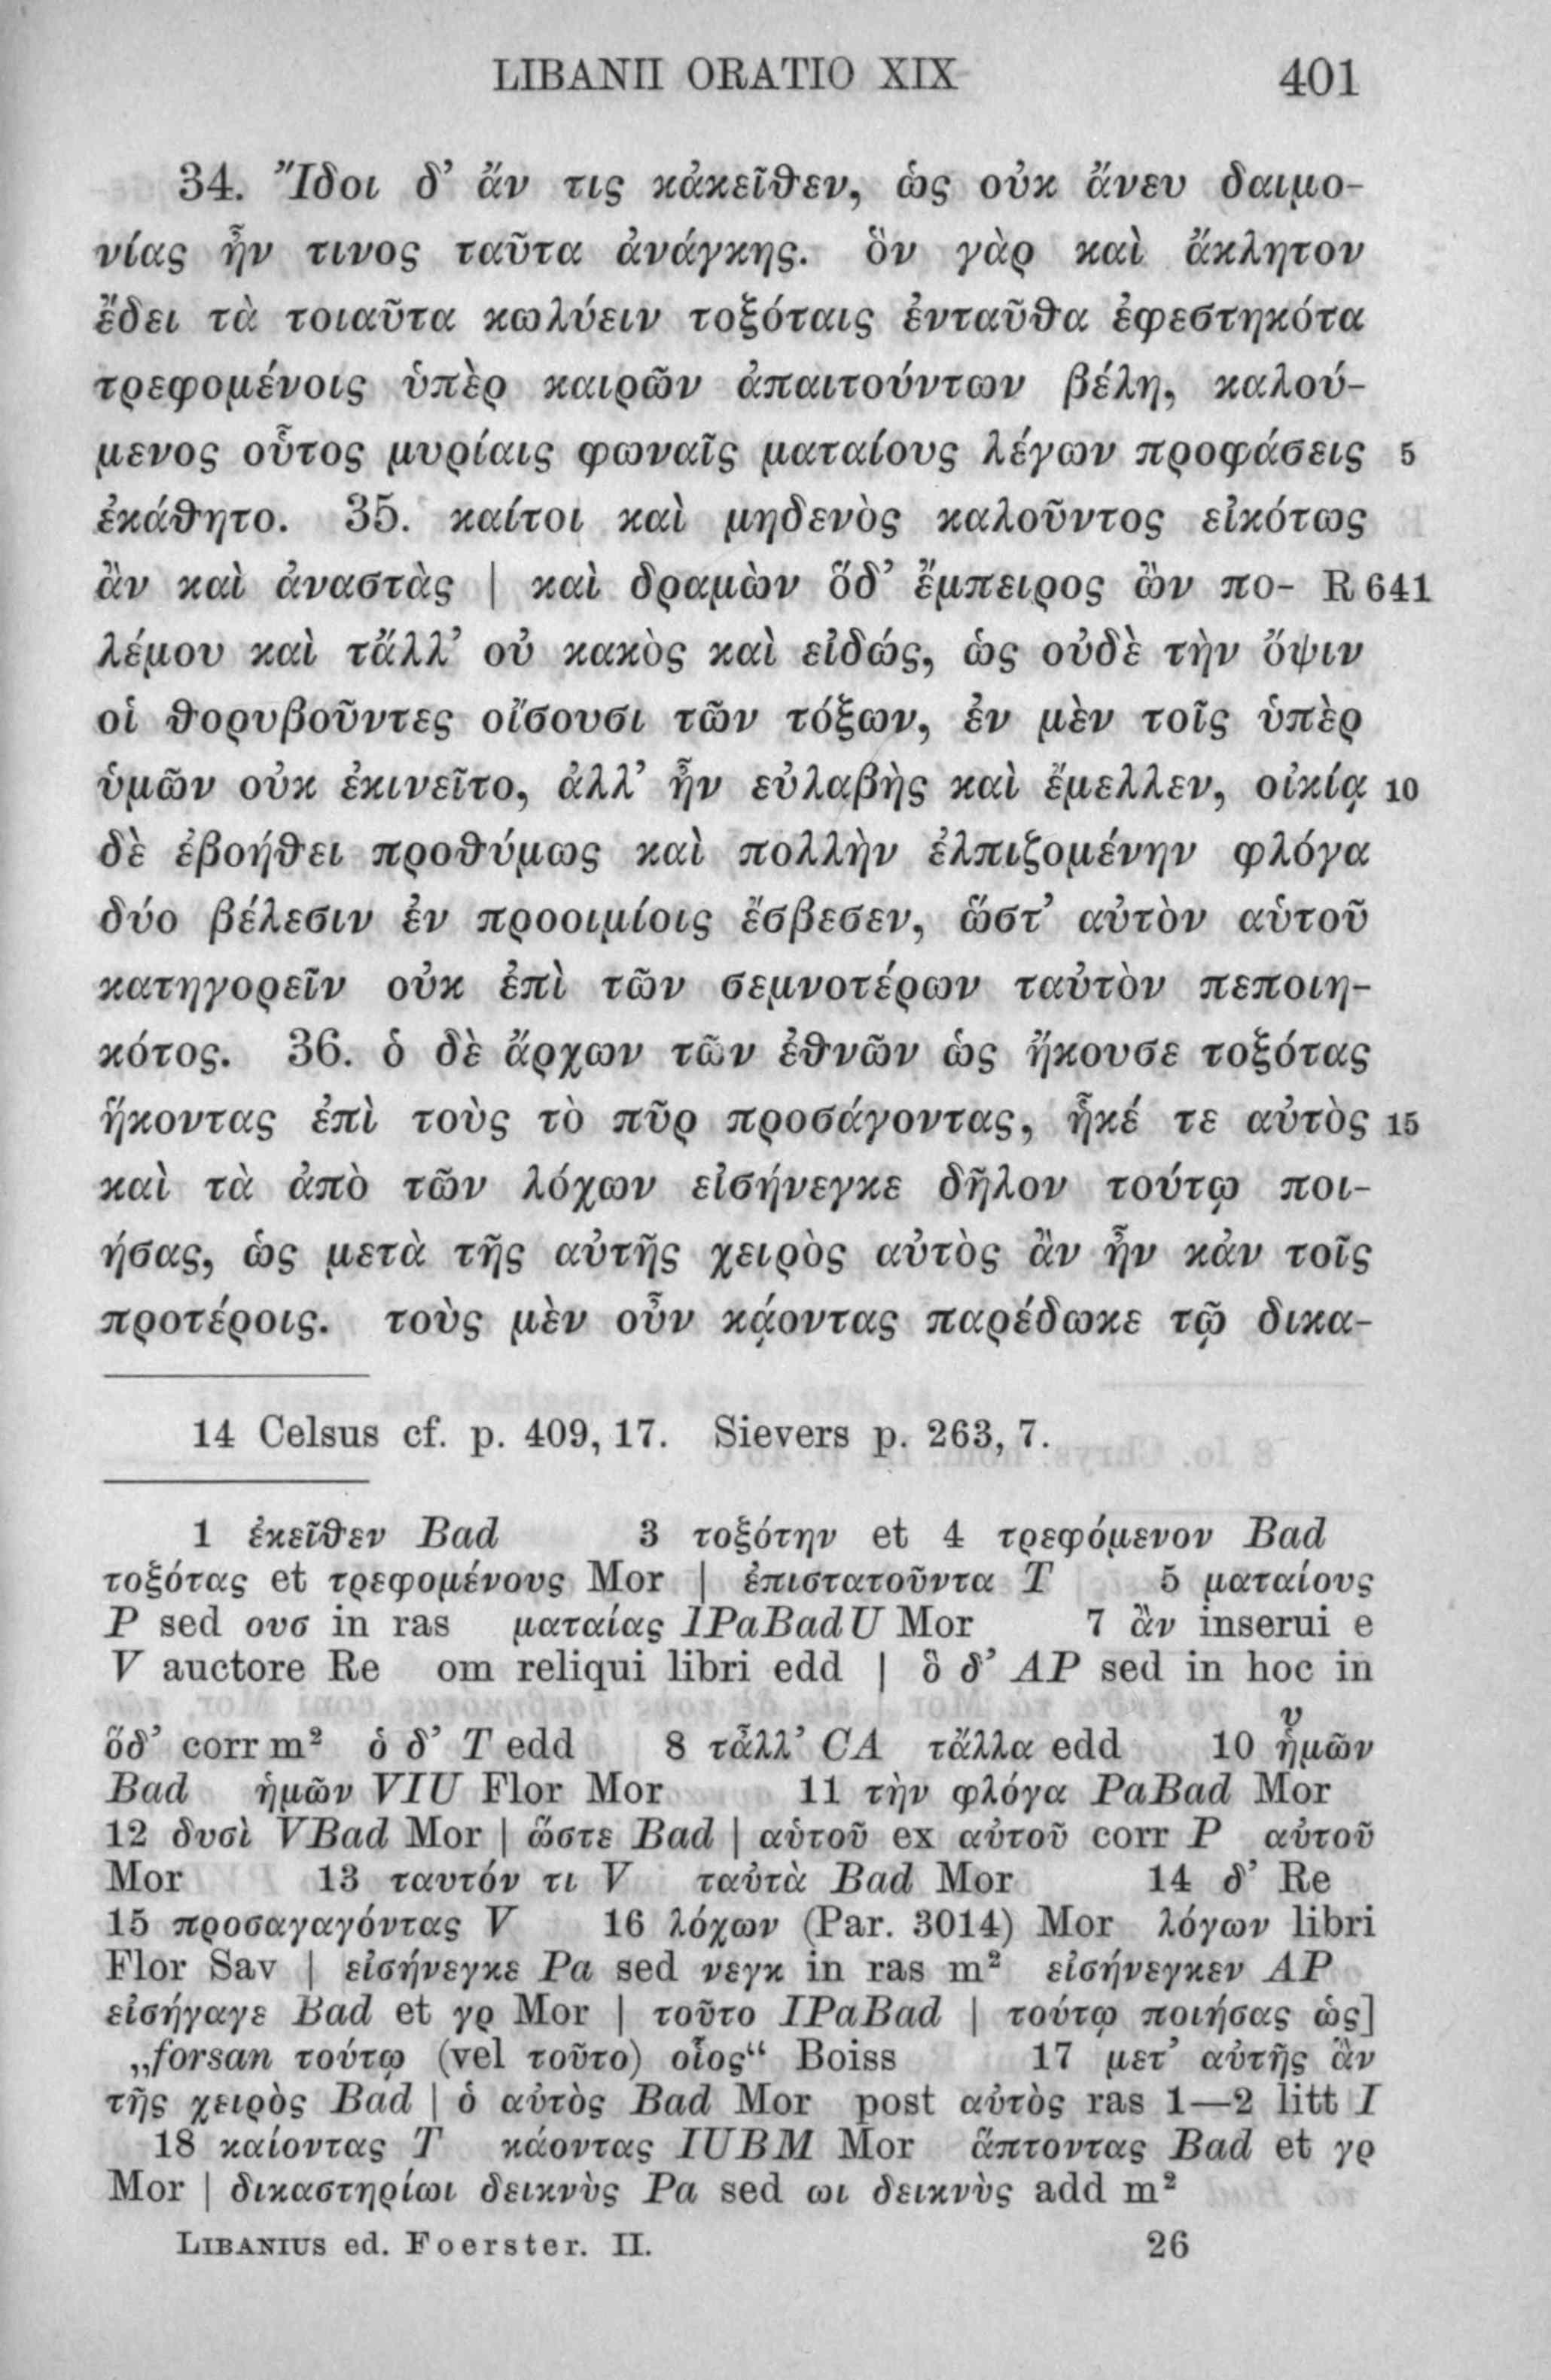 LIBANII ORATIO XIX 401
34. Ἴδοι δ’ ἄν τις κἀκεῖθεν, ὡς οὐκ ἄνευ δαιμο-
νίας ἦν τινος ταῦτα ἀνάγκης. ὃν γὰρ καὶ ἄκλητον
ἔδει τὰ τοιαῦτα κωλύειν τοξόταις ἐνταῦθα ἐφεστηκότα
τρεφομένοις ὑπὲρ καιρῶν ἀπαιτούντων βέλη, καλού-
μενος οὗτος μυρίαις φωναῖς ματαίους λέγων προφάσεις 5
ἐκάθητο. 35. καίτοι καὶ μηδενὸς καλοῦντος εἰκότως
ἂν καὶ ἀναστὰς | καὶ δραμὼν ὅδ’ ἔμπειρος ὢν πο- R 641
λέμου καὶ τἄλλ’ οὐ κακὸς καὶ εἰδώς, ὡς οὐδὲ τὴν ὄψιν
οἱ θορυβοῦντες οἴσουσι τῶν τόξων, ἐν μὲν τοῖς ὑπὲρ
ὑμῶν οὐκ ἐκινεῖτο, ἀλλ’ ἦν εὐλαβὴς καὶ ἔμελλεν, οἰκίᾳ 10
δὲ ἐβοήθει προθύμως καὶ πολλὴν ἐλπιζομένην φλόγα
δύο βέλεσιν ἐν προοιμίοις ἔσβεσεν, ὥστ’ αὐτὸν αὑτοῦ
κατηγορεῖν οὐκ ἐπὶ τῶν σεμνοτέρων ταὐτὸν πεποιη-
κότος. 36. ὁ δὲ ἄρχων τῶν ἐθνῶν ὡς ἤκουσε τοξότας
ἥκοντας ἐπὶ τοὺς τὸ πῦρ προσάγοντας, ἧκέ τε αὐτὸς 15
καὶ τὰ ἀπὸ τῶν λόχων εἰσήνεγκε δῆλον τούτῳ ποι-
ήσας, ὡς μετὰ τῆς αὐτῆς χειρὸς αὐτὸς ἂν ἦν κἀν τοῖς
προτέροις. τοὺς μὲν οὖν κᾴοντας παρέδωκε τῷ δικα-
14 Celsus cf. p. 409, 17. Sievers p. 263, 7.
1 ἐκεῖθεν Bad 3 τοξότην et 4 τρεφόμενον Bad
τοξότας et τρεφομένους Mor | ἐπιστατοῦντα T 5 ματαίους
P sed ουσ in ras ματαίας IPaBadU Mor 7 ἂν inserui e
V auctore Re om reliqui libri edd | ὃ δ’ AP sed in hoc in
ὅδ’ corr m² ὁ δ’ T edd 8 τἆλλ’ CA τἄλλα edd 10 ἡμῶν
υ
Bad ἡμῶν VIU Flor Mor 11 τὴν φλόγα PaBad Mor
12 δυσὶ VBad Mor | ὥστε Bad | αὑτοῦ ex αὐτοῦ corr P αὐτοῦ
Mor 13 ταυτόν τι V ταὐτὰ Bad Mor 14 δ’ Re
15 προσαγαγόντας V 16 λόχων (Par. 3014) Mor λόγων libri
Flor Sav | εἰσήνεγκε Pa sed νεγκ in ras m² εἰσήνεγκεν AP
εἰσήγαγε Bad et γρ Mor | τοῦτο IPaBad | τούτῳ ποιήσας ὡς]
„forsan τούτῳ (vel τοῦτο) οἷος“ Boiss 17 μετ’ αὐτῆς ἂν
τῆς χειρὸς Bad | ὁ αὐτὸς Bad Mor post αὐτὸς ras 1—2 litt I
18 καίοντας T κάοντας IUBM Mor ἅπτοντας Bad et γρ
Mor | δικαστηρίωι δεικνὺς Pa sed ωι δεικνὺς add m²
LIBANIUS ed. Foerster. II. 26